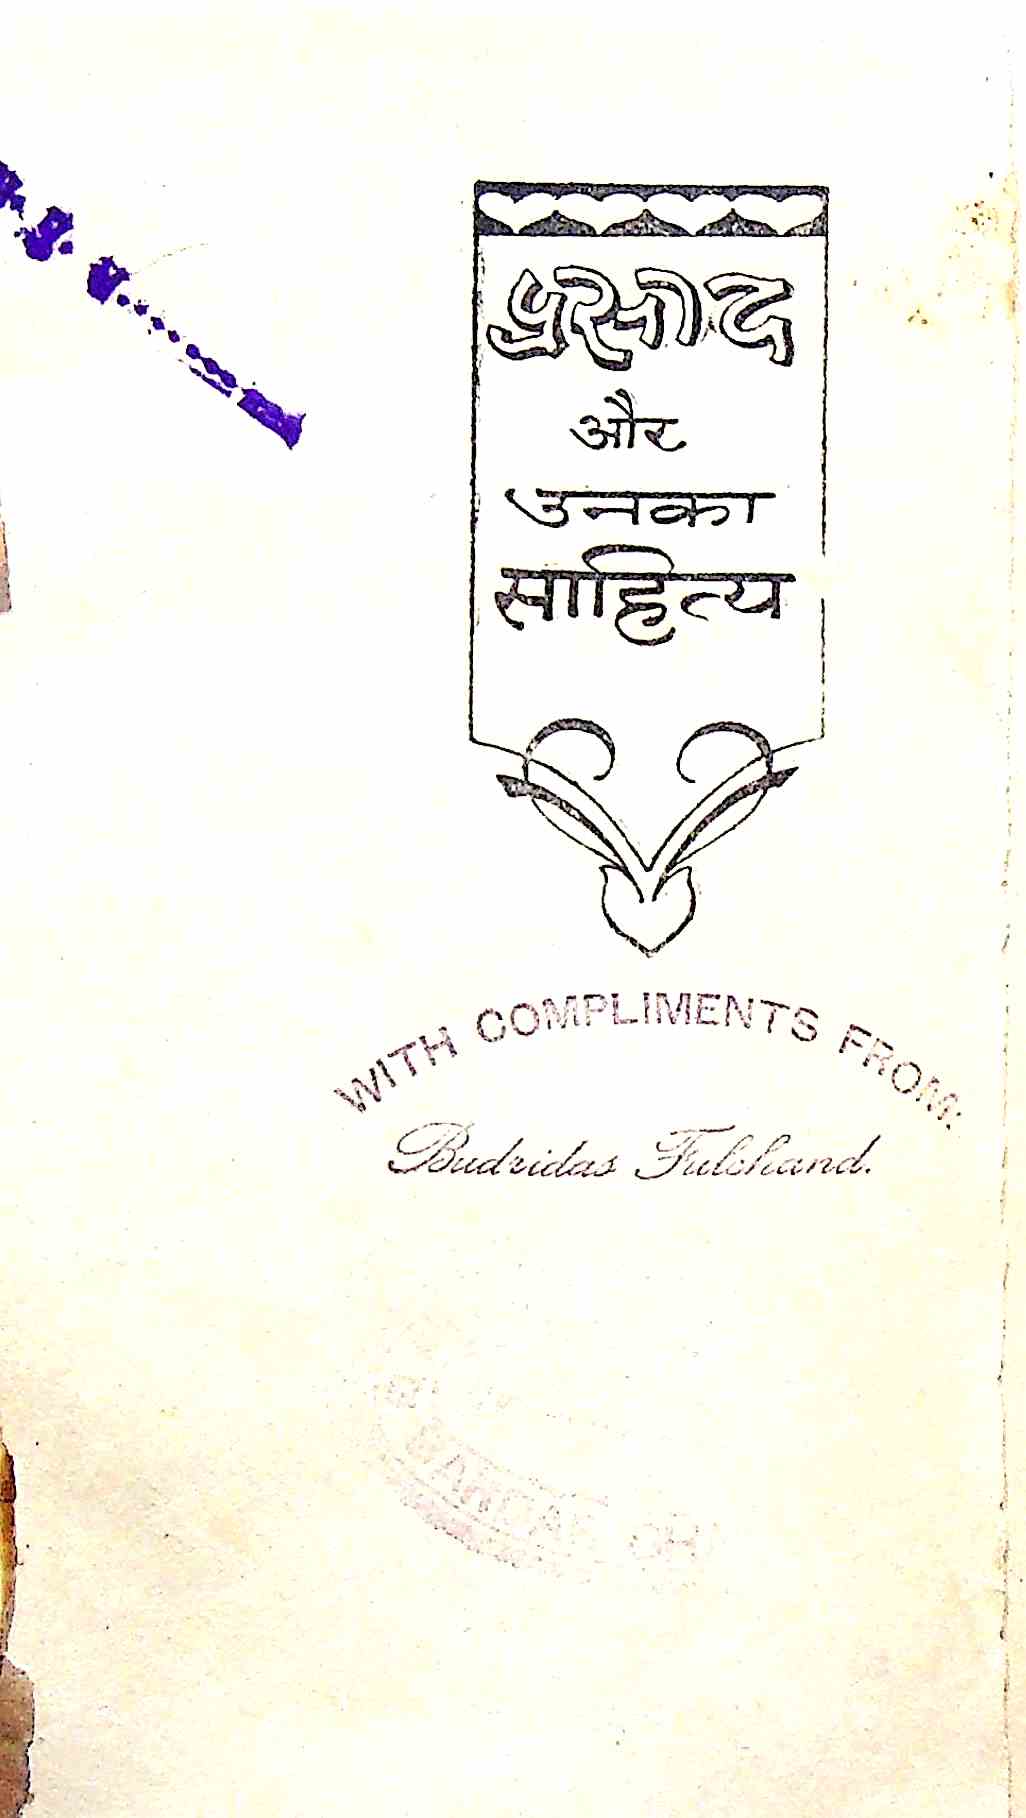 प्रसाद
और
उनका
साहित्य
WITH COMPLIMENTS FROM:
Budridas Fulchand.